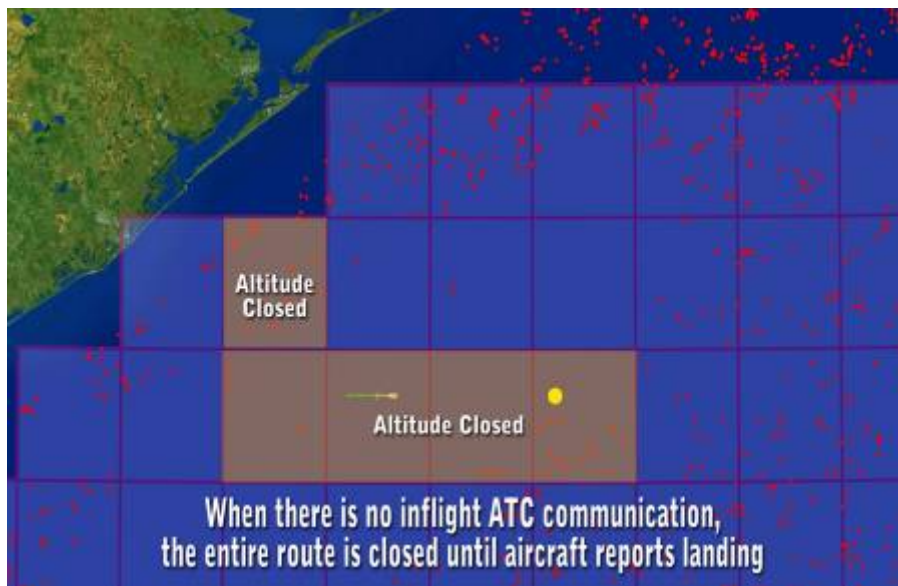 Altitude
Closed
Altitude Closed
When there is no inflight ATC communication,
the entire route is closed until aircraft reports landing